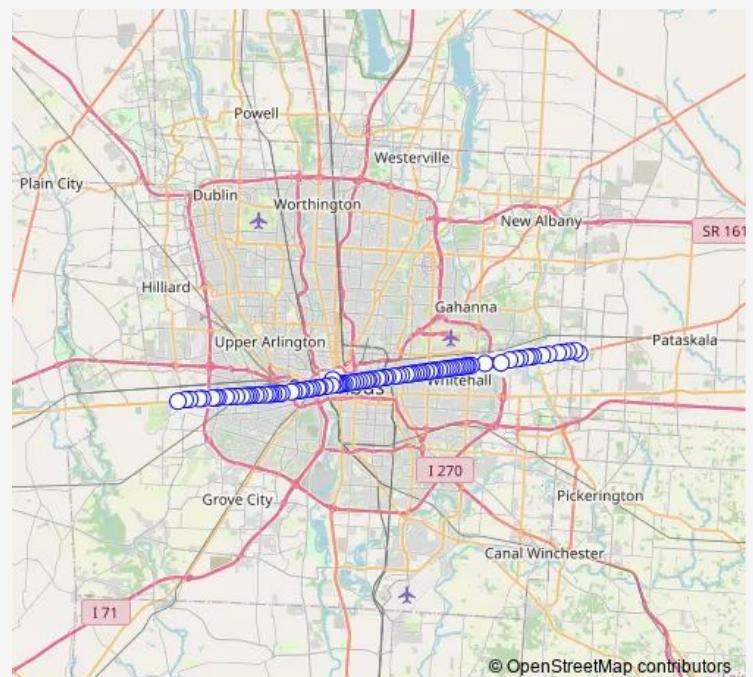 Powell
Westerville
Plain City
Dublin
Worthington
New Albany
SR 161
Hilliard
Gahanna
Upper Arlington
Pataskala
Whitehall
I 270
Grove City
Pickerington
Canal Winchester
I 71
© OpenStreetMap contributors